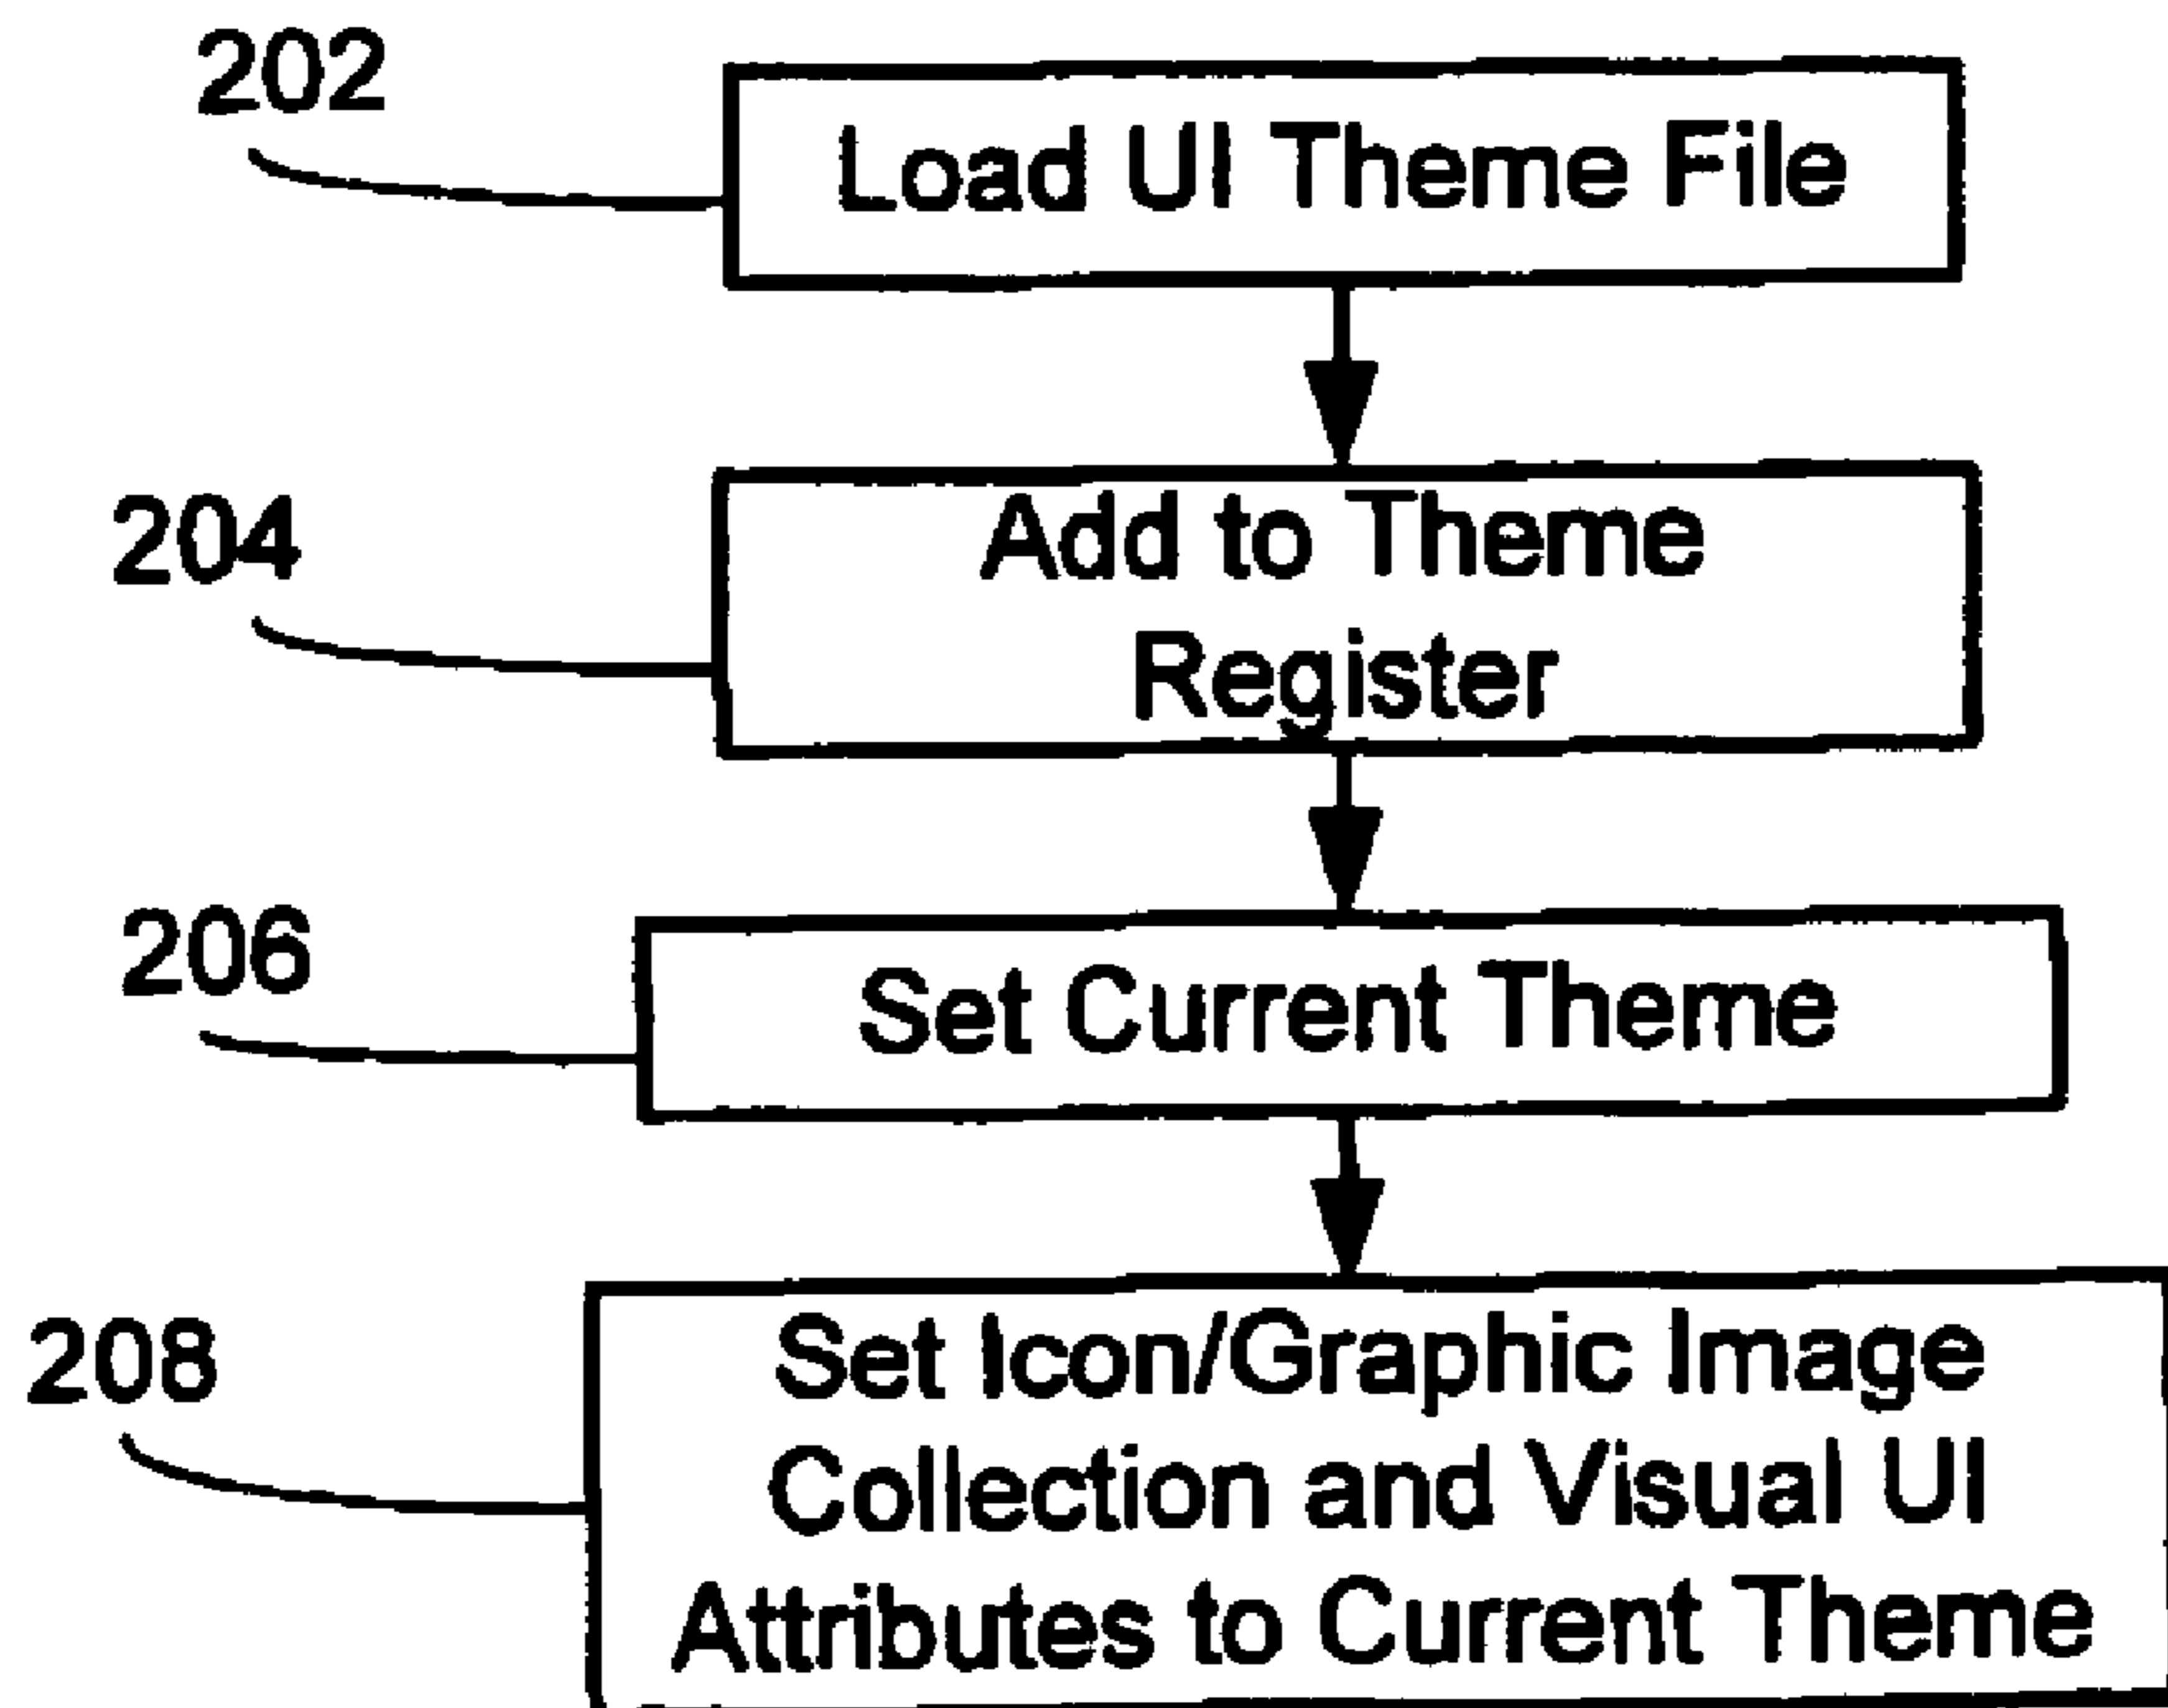 202
Load UI Theme File
204
Add to Theme
Register
206
Set Current Theme
208
Set Icon/Graphic Image
Collection and Visual UI
Attributes to Current Theme